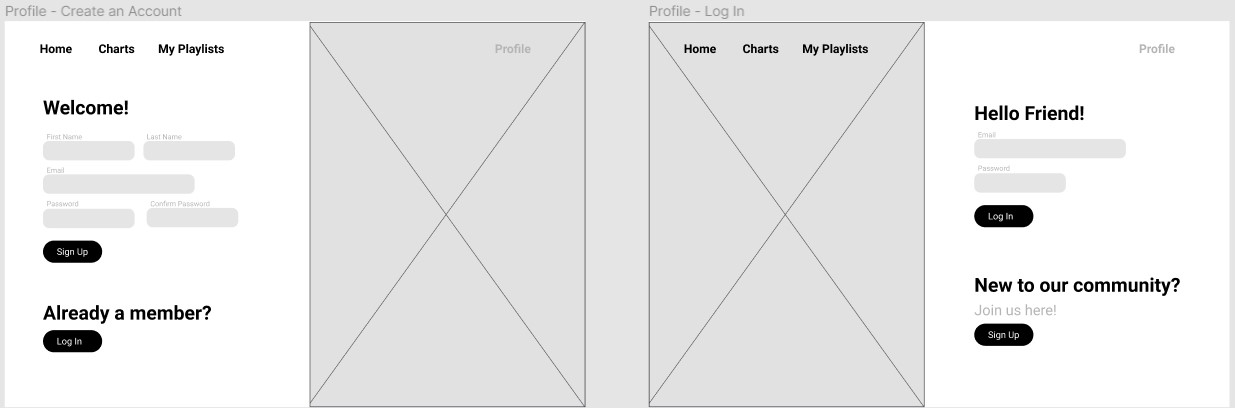 Profile - Create an Account
Home Charts My Playlists Profile
Welcome!
First Name Last Name
Email
Password Confirm Password
Sign Up
Already a member?
Log In
Profile - Log In
Home Charts My Playlists Profile
Hello Friend!
Email
Password
Log In
New to our community?
Join us here!
Sign Up